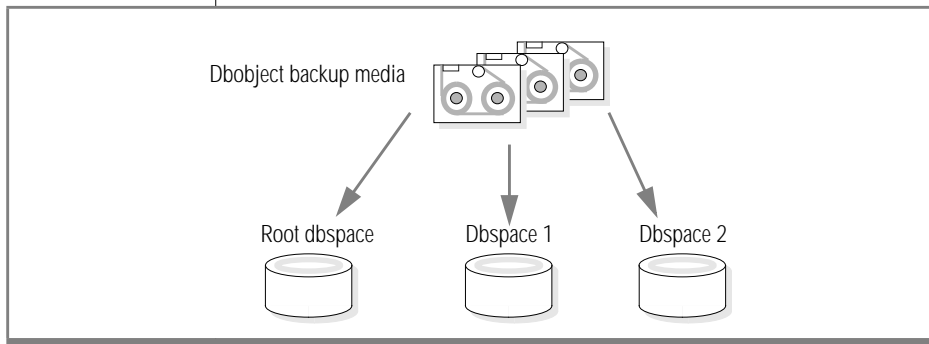 Dbobject backup media
Root dbspace
Dbspace 1
Dbspace 2